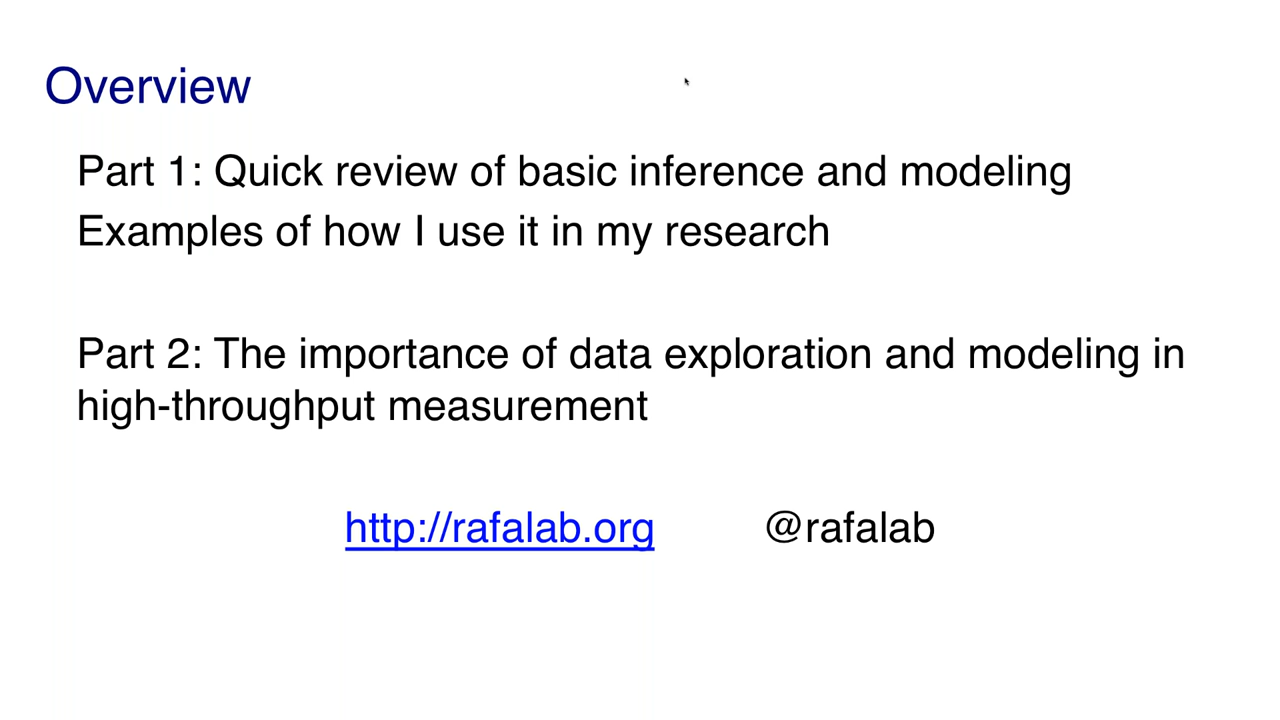 Overview
Part 1: Quick review of basic inference and modeling
Examples of how I use it in my research
Part 2: The importance of data exploration and modeling in
high-throughput measurement
http://rafalab.org @rafalab